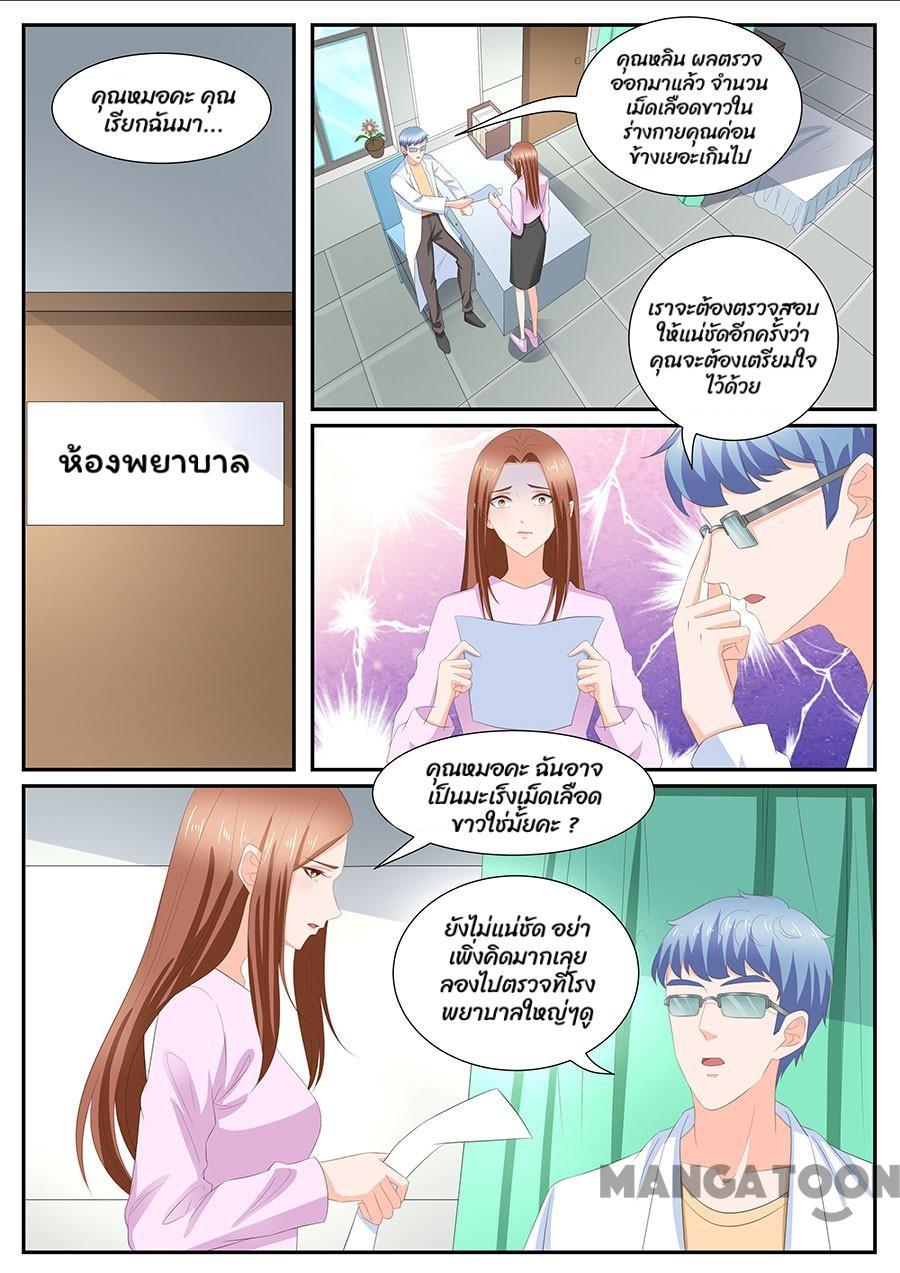 คุณหมอคะ คุณ
เรียกฉันมา...
ห้องพยาบาล
คุณหลิน ผลตรวจ
ออกมาแล้ว จำนวน
เม็ดเลือดขาวใน
ร่างกายคุณค่อน
ข้างเยอะเกินไป
เราจะต้องตรวจสอบ
ให้แน่ชัดอีกครั้งว่า
คุณจะต้องเตรียมใจ
ไว้ด้วย
คุณหมอคะ ฉันอาจ
เป็นมะเร็งเม็ดเลือด
ขาวใช่มั้ยคะ ?
ยังไม่แน่ชัด อย่า
เพิ่งคิดมากเลย
ลองไปตรวจที่โรง
พยาบาลใหญ่ๆดู
MANGATOON